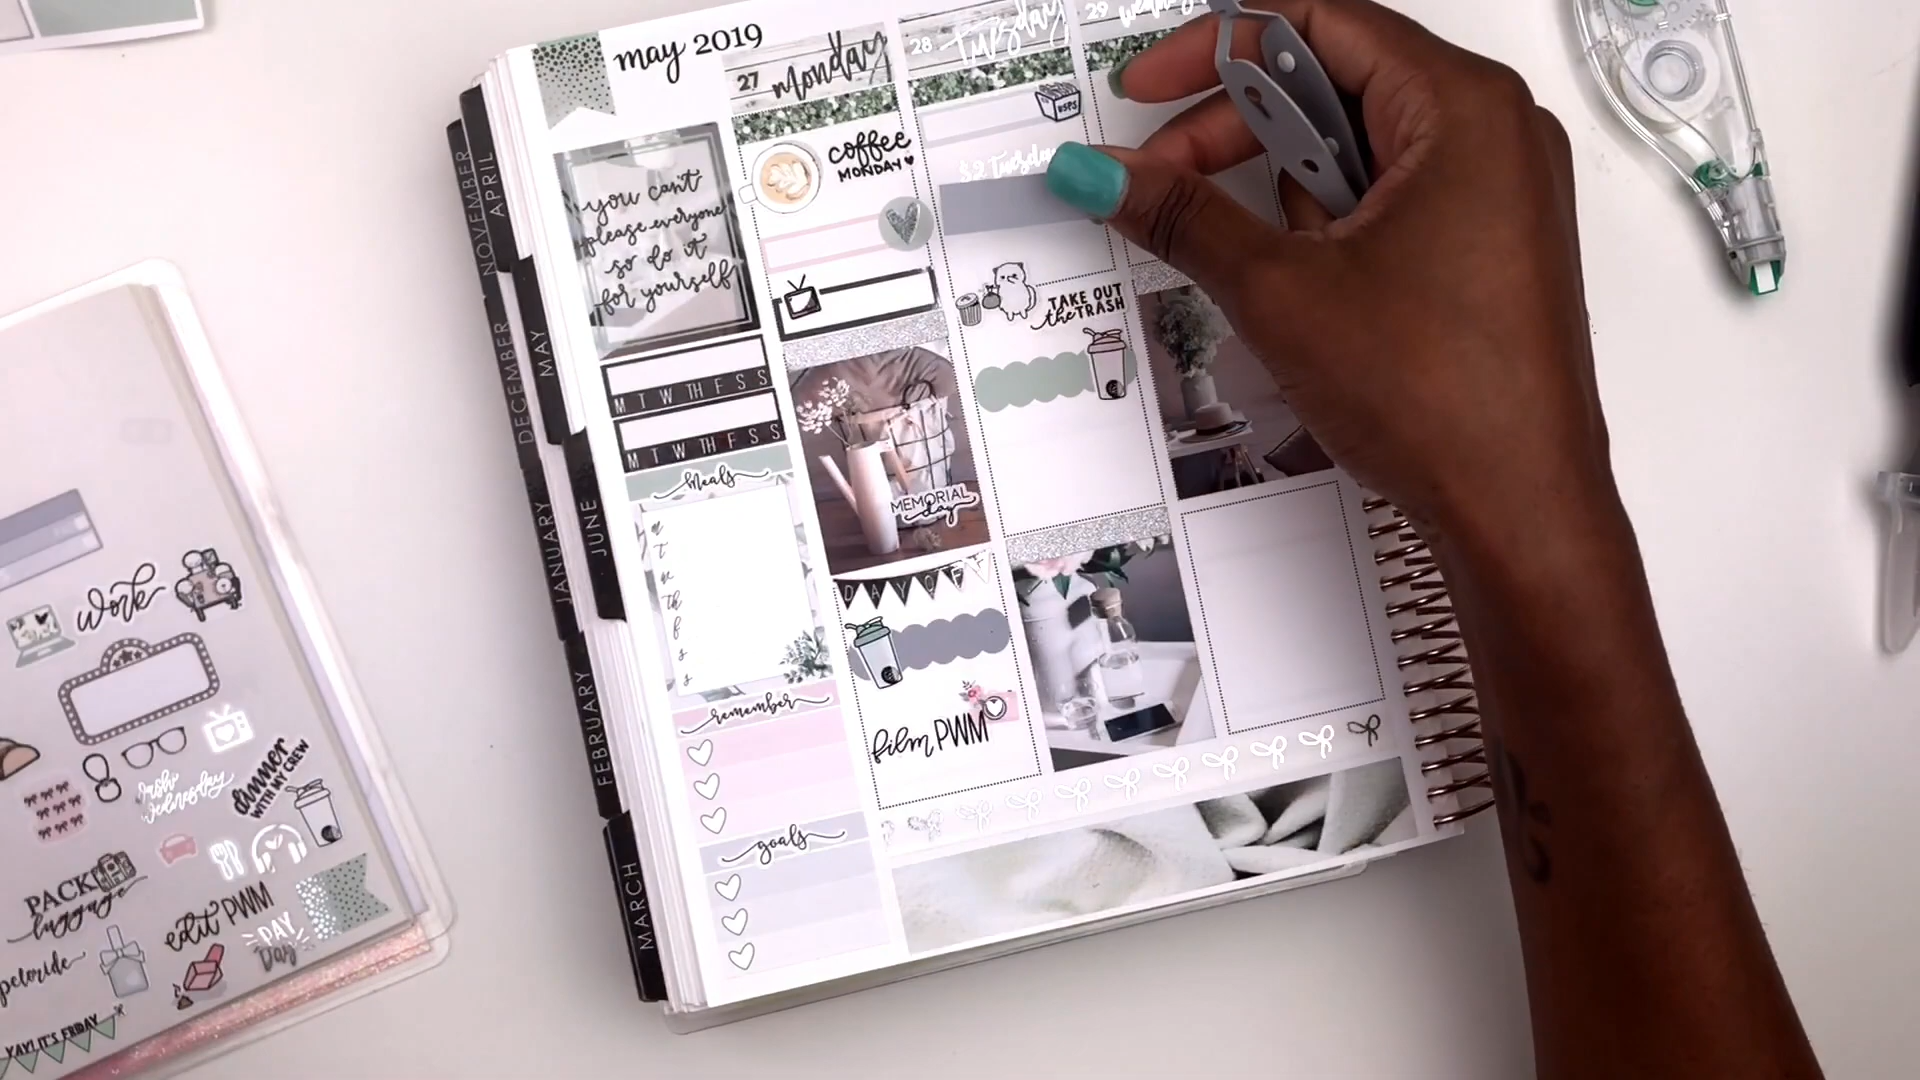 may 2019
27 monday
28 Tuesday
29
USPS
coffee
MONDAY
$2 Tuesday
you can't
please everyone
so do it
for yourself
TAKE OUT
the TRASH
M T W TH F S S
M T W TH F S S
meals
m
t
w
th
f
s
s
MEMORIAL
day
DAY OFF
film PWM
remember
goals
NOVEMBER
APRIL
DECEMBER
MAY
JANUARY
JUNE
FEBRUARY
MARCH
work
dinner
WITH MY CREW
PACK
luggage
edit PWM
PAY
Day
YAY! IT'S FRIDAY